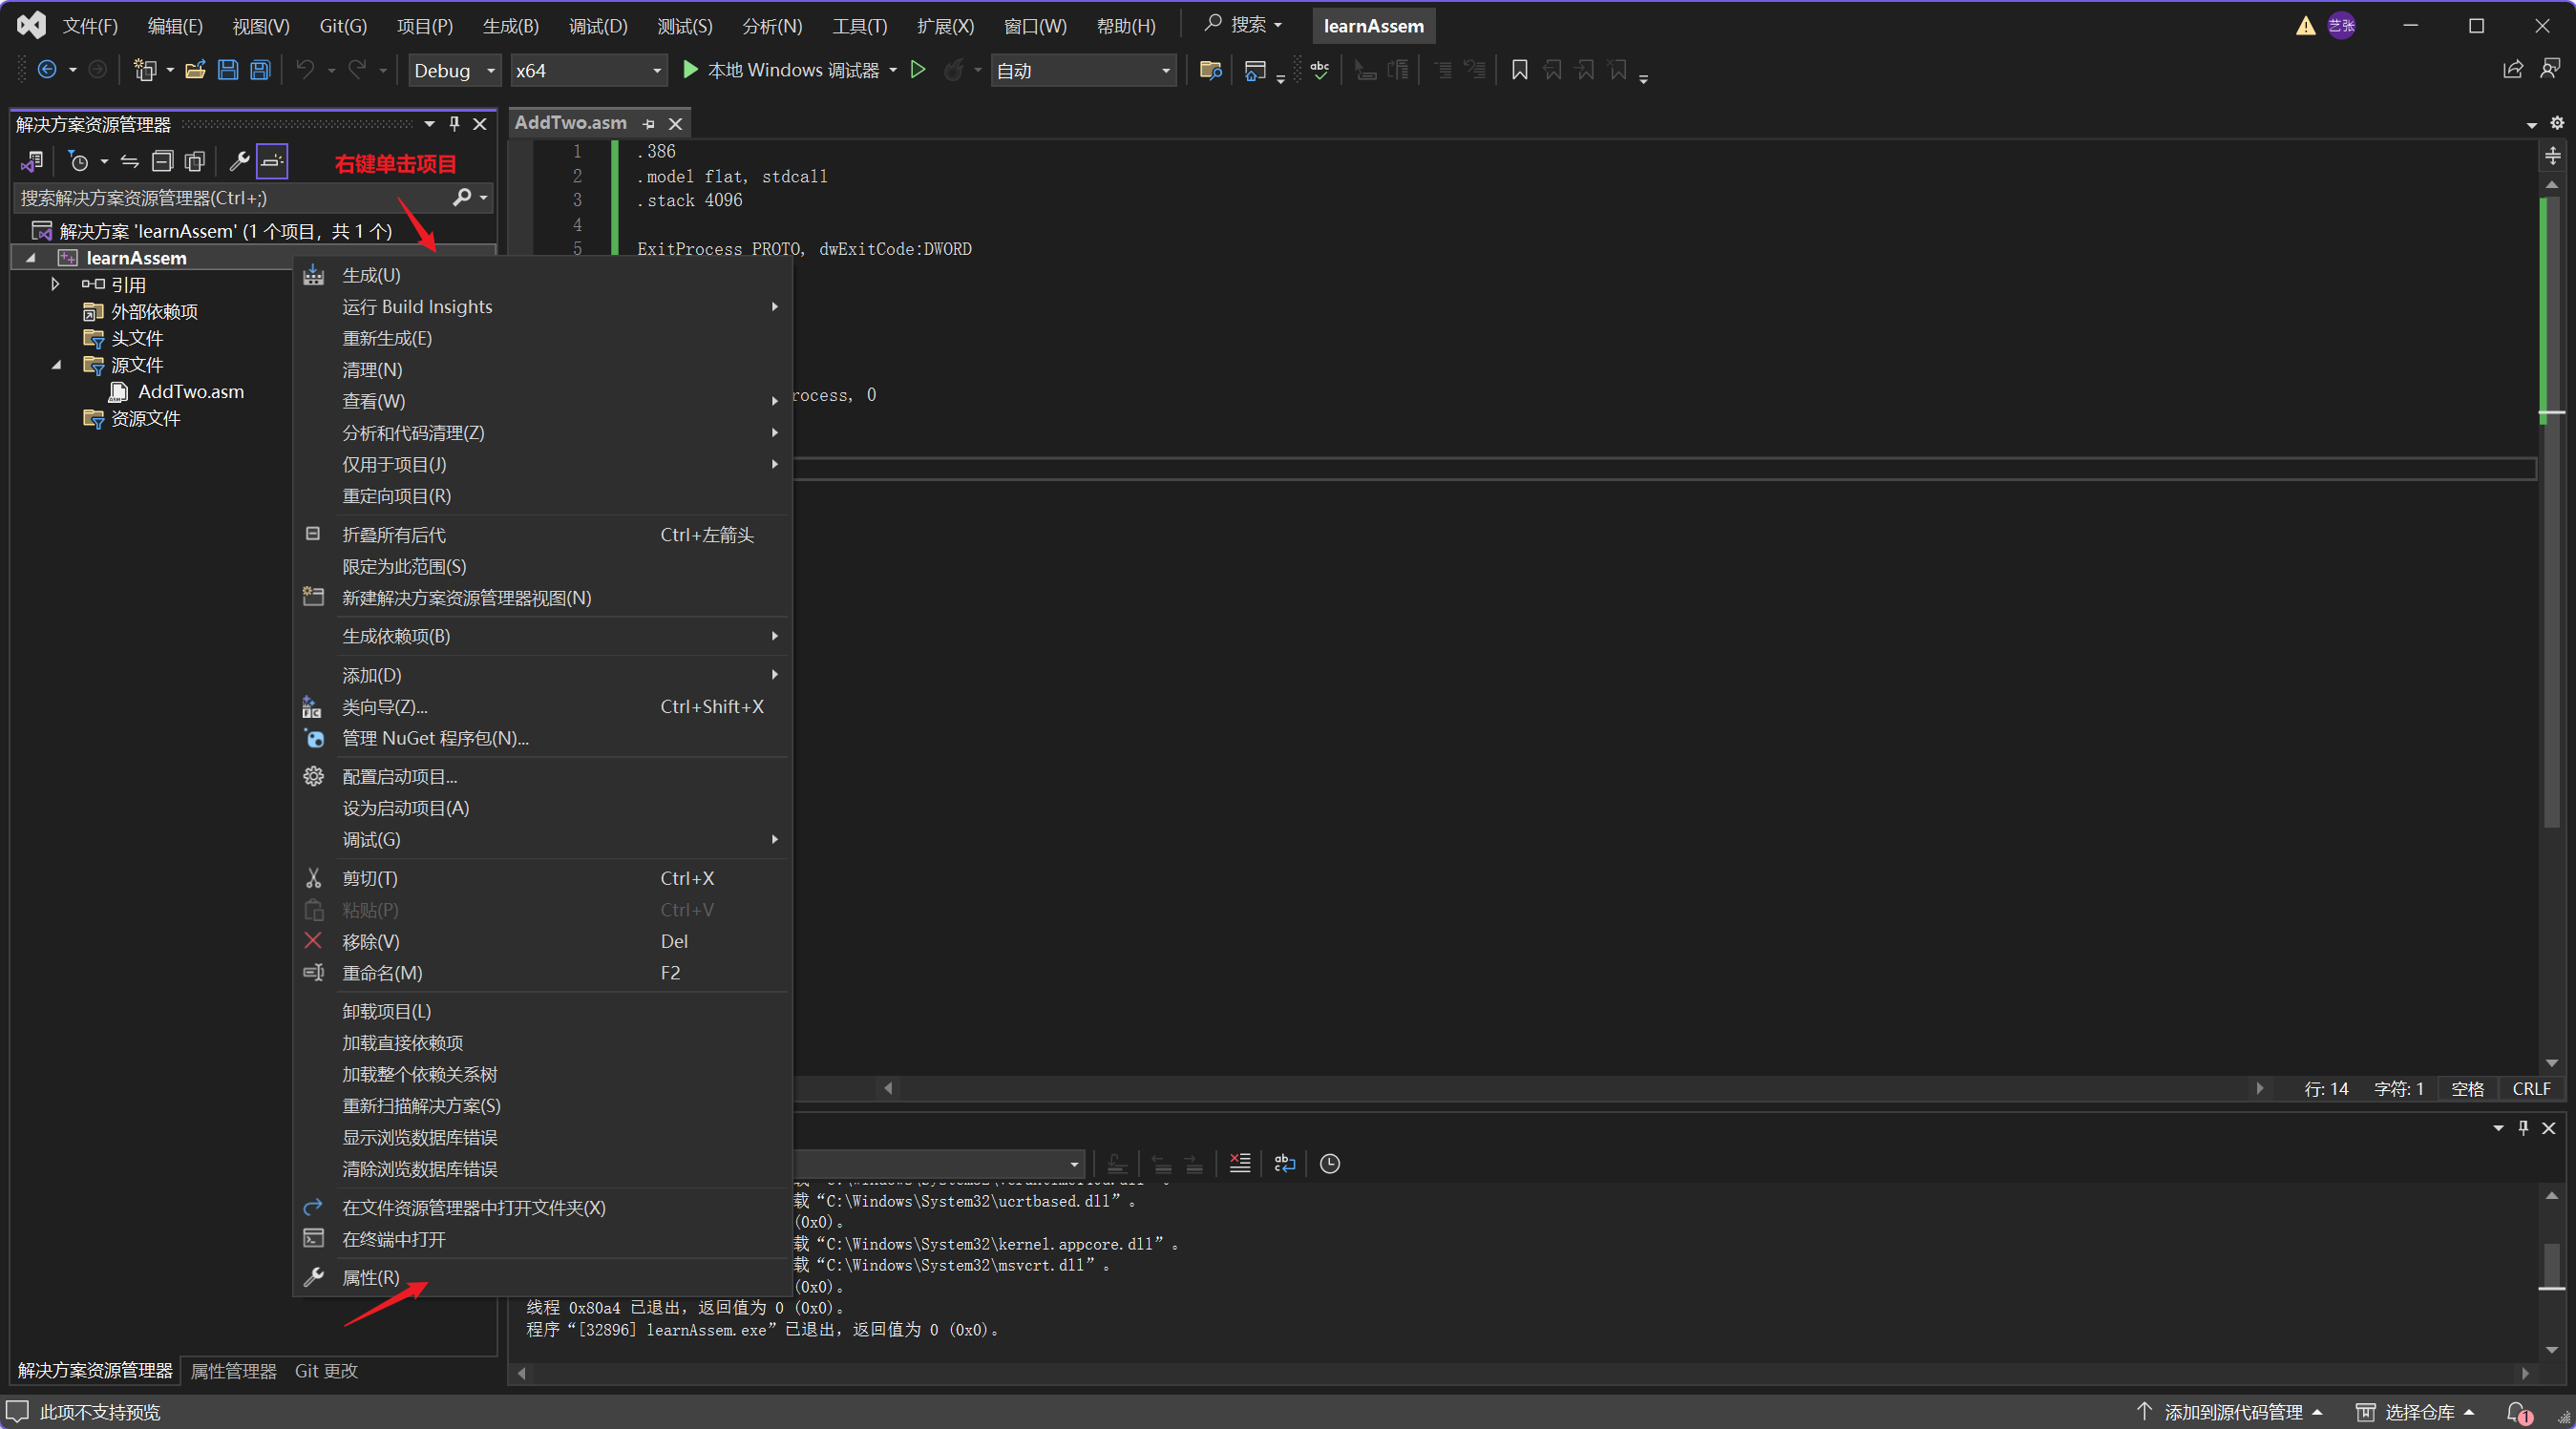 文件(F) 编辑(E) 视图(V) Git(G) 项目(P) 生成(B) 调试(D) 测试(S) 分析(N) 工具(T) 扩展(X) 窗口(W) 帮助(H) 搜索 learnAssem 艺张
Debug x64 本地 Windows 调试器 自动
解决方案资源管理器
右键单击项目
搜索解决方案资源管理器(Ctrl+;)
解决方案 'learnAssem' (1 个项目，共 1 个)
learnAssem
引用
外部依赖项
头文件
源文件
AddTwo.asm
资源文件
生成(U)
运行 Build Insights
重新生成(E)
清理(N)
查看(W)
分析和代码清理(Z)
仅用于项目(J)
重定向项目(R)
折叠所有后代 Ctrl+左箭头
限定为此范围(S)
新建解决方案资源管理器视图(N)
生成依赖项(B)
添加(D)
类向导(Z)... Ctrl+Shift+X
管理 NuGet 程序包(N)...
配置启动项目...
设为启动项目(A)
调试(G)
剪切(T) Ctrl+X
粘贴(P) Ctrl+V
移除(V) Del
重命名(M) F2
卸载项目(L)
加载直接依赖项
加载整个依赖关系树
重新扫描解决方案(S)
显示浏览数据库错误
清除浏览数据库错误
在文件资源管理器中打开文件夹(X)
在终端中打开
属性(R)
AddTwo.asm
1 .386
2 .model flat, stdcall
3 .stack 4096
4
5 ExitProcess PROTO, dwExitCode:DWORD
rocess, 0
行: 14 字符: 1 空格 CRLF
载“C:\Windows\System32\ucrtbased.dll”。
(0x0)。
载“C:\Windows\System32\kernel.appcore.dll”。
载“C:\Windows\System32\msvcrt.dll”。
(0x0)。
线程 0x80a4 已退出，返回值为 0 (0x0)。
程序“[32896] learnAssem.exe”已退出，返回值为 0 (0x0)。
解决方案资源管理器 属性管理器 Git 更改
此项不支持预览 添加到源代码管理 选择仓库 1